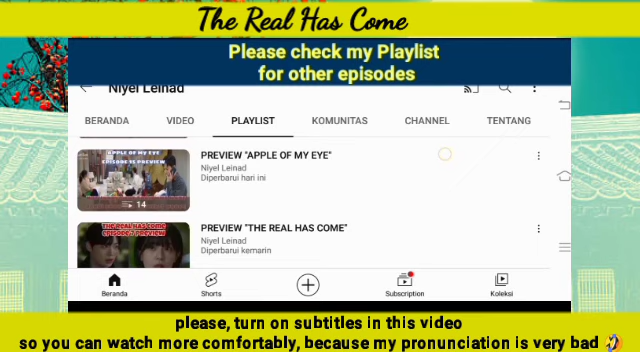 The Real Has Come
Please check my Playlist
for other episodes
Niyel Leinad
BERANDA VIDEO PLAYLIST KOMUNITAS CHANNEL TENTANG
APPLE OF MY EYE
EPISODE 15 PREVIEW
14
PREVIEW "APPLE OF MY EYE"
Niyel Leinad
Diperbarui hari ini
THE REAL HAS COME
EPISODE 7 PREVIEW
PREVIEW "THE REAL HAS COME"
Niyel Leinad
Diperbarui kemarin
Beranda Shorts Subscription Koleksi
please, turn on subtitles in this video
so you can watch more comfortably, because my pronunciation is very bad 🤣